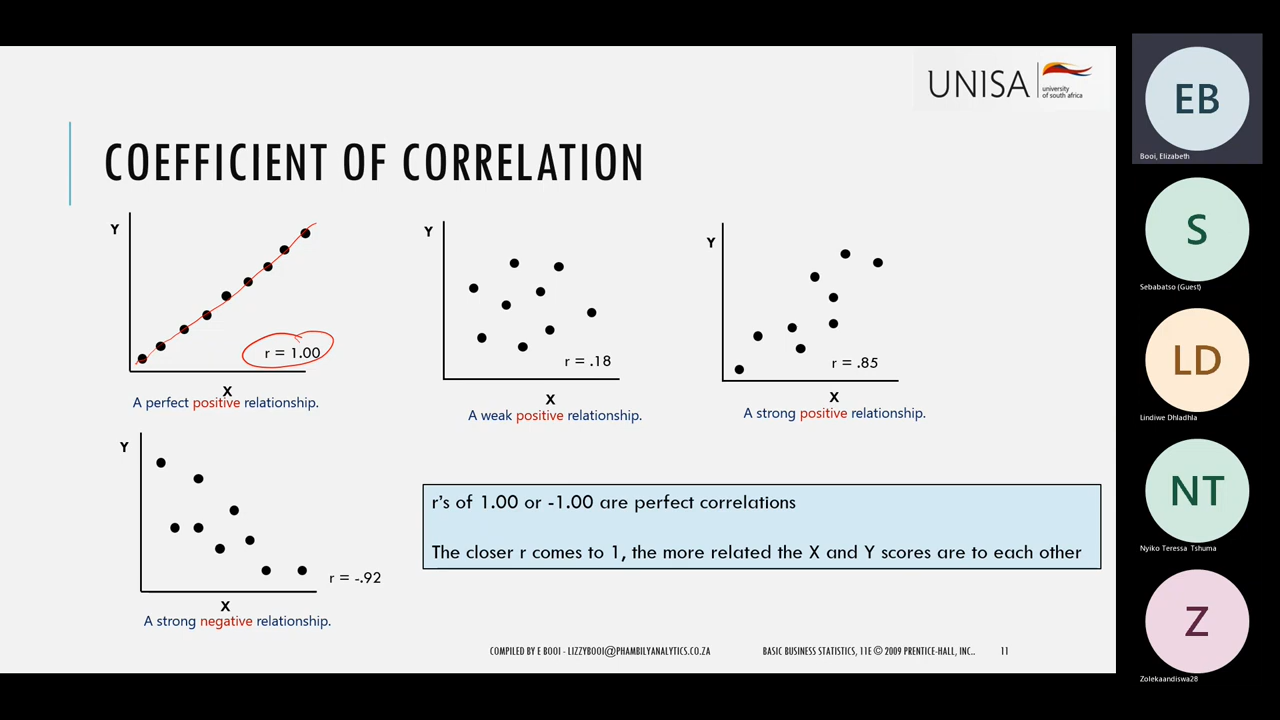 UNISA
university
of south africa
COEFFICIENT OF CORRELATION
Y
r = 1.00
X
A perfect positive relationship.
Y
r = .18
X
A weak positive relationship.
Y
r = .85
X
A strong positive relationship.
Y
r = -.92
X
A strong negative relationship.
r's of 1.00 or -1.00 are perfect correlations
The closer r comes to 1, the more related the X and Y scores are to each other
COMPILED BY E BOOI - LIZZYBOOI@PHAMBILYANALYTICS.CO.ZA
BASIC BUSINESS STATISTICS, 11E © 2009 PRENTICE-HALL, INC..
11
EB
Booi, Elizabeth
S
Sebabatso (Guest)
LD
Lindiwe Dhladhla
NT
Nyiko Teressa Tshuma
Z
Zolekaandiswa28